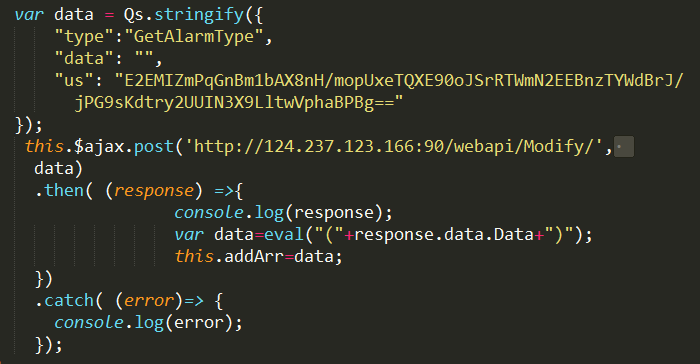 var data = Qs.stringify({
"type":"GetAlarmType",
"data": "",
"us": "E2EMIZmPqGnBm1bAX8nH/mopUxeTQXE90oJSrRTWmN2EEBnzTYWdBrJ/
jPG9sKdtry2UUIN3X9LltwVphaBPBg=="
});
this.$ajax.post('http://124.237.123.166:90/webapi/Modify/',
data)
.then( (response) =>{
console.log(response);
var data=eval("("+response.data.Data+")");
this.addArr=data;
})
.catch( (error)=> {
console.log(error);
});